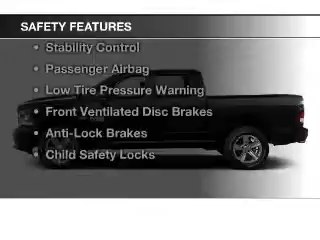 SAFETY FEATURES
• Stability Control
• Passenger Airbag
• Low Tire Pressure Warning
• Front Ventilated Disc Brakes
• Anti-Lock Brakes
• Child Safety Locks